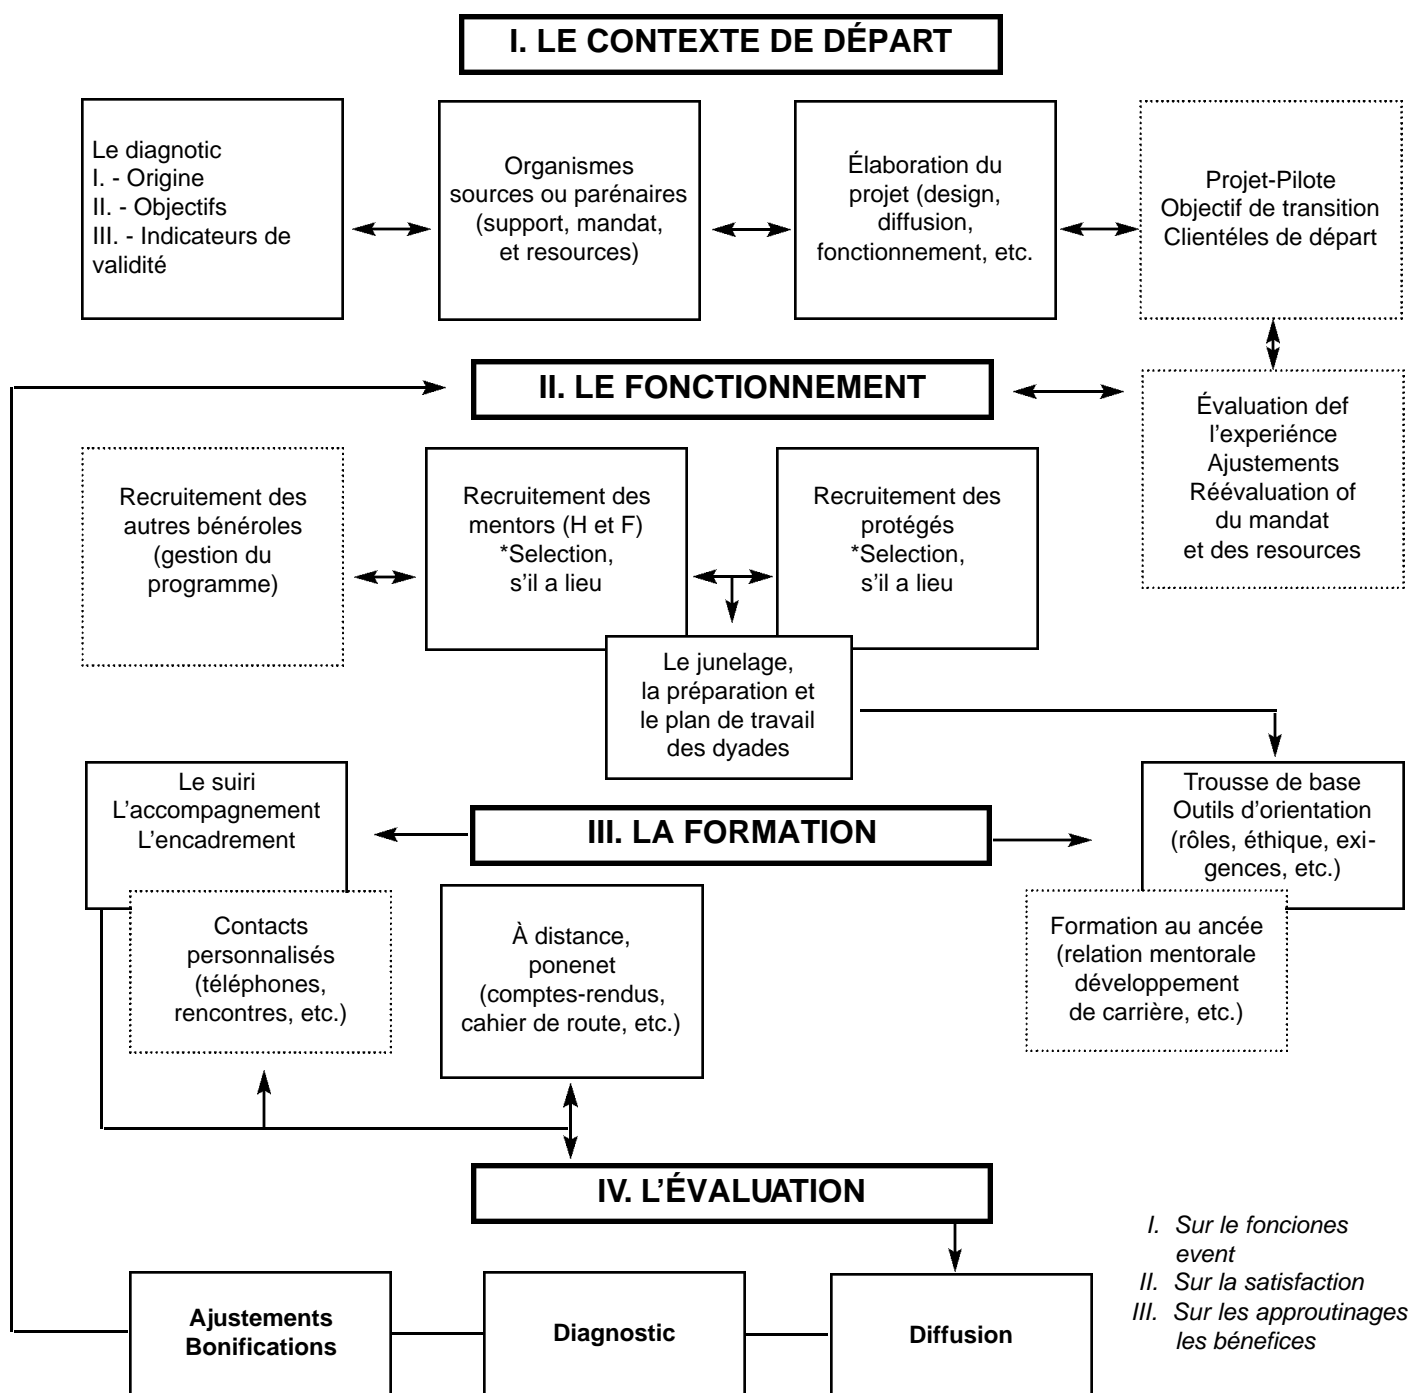 I. LE CONTEXTE DE DÉPART
Le diagnotic
I. - Origine
II. - Objectifs
III. - Indicateurs de
validité
Organismes
sources ou parénaires
(support, mandat,
et resources)
Élaboration du
projet (design,
diffusion,
fonctionnement, etc.
Projet-Pilote
Objectif de transition
Clientéles de départ
II. LE FONCTIONNEMENT
Évaluation def
l'experiénce
Ajustements
Réévaluation of
du mandat
et des resources
Recruitement des
autres bénéroles
(gestion du
programme)
Recruitement des
mentors (H et F)
*Selection,
s'il a lieu
Recruitement des
protégés
*Selection,
s'il a lieu
Le junelage,
la préparation et
le plan de travail
des dyades
Le suiri
L'accompagnement
L'encadrement
III. LA FORMATION
Trousse de base
Outils d'orientation
(rôles, éthique, exi-
gences, etc.)
Contacts
personnalisés
(téléphones,
rencontres, etc.)
À distance,
ponenet
(comptes-rendus,
cahier de route, etc.)
Formation au ancée
(relation mentorale
développement
de carrière, etc.)
IV. L'ÉVALUATION
I. Sur le fonciones
event
II. Sur la satisfaction
III. Sur les approutinages
les bénefices
Ajustements
Bonifications
Diagnostic
Diffusion